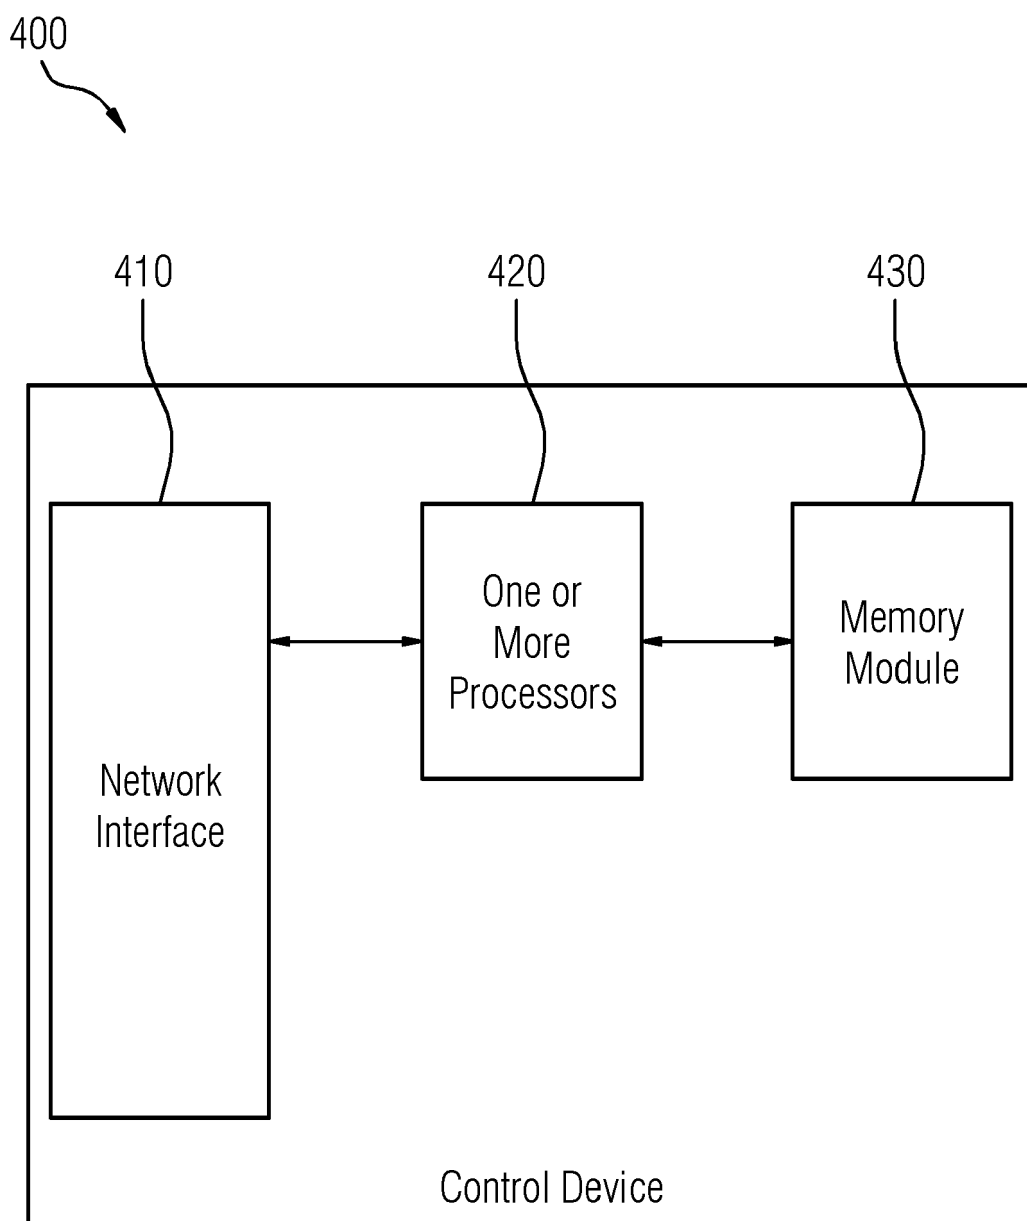 400
410
420
430
One or
More
Processors
Memory
Module
Network
Interface
Control Device